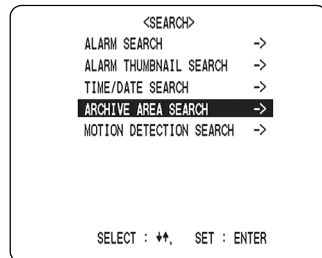 <SEARCH>
ALARM SEARCH ->
ALARM THUMBNAIL SEARCH ->
TIME/DATE SEARCH ->
ARCHIVE AREA SEARCH ->
MOTION DETECTION SEARCH ->
SELECT : ↓↑, SET : ENTER